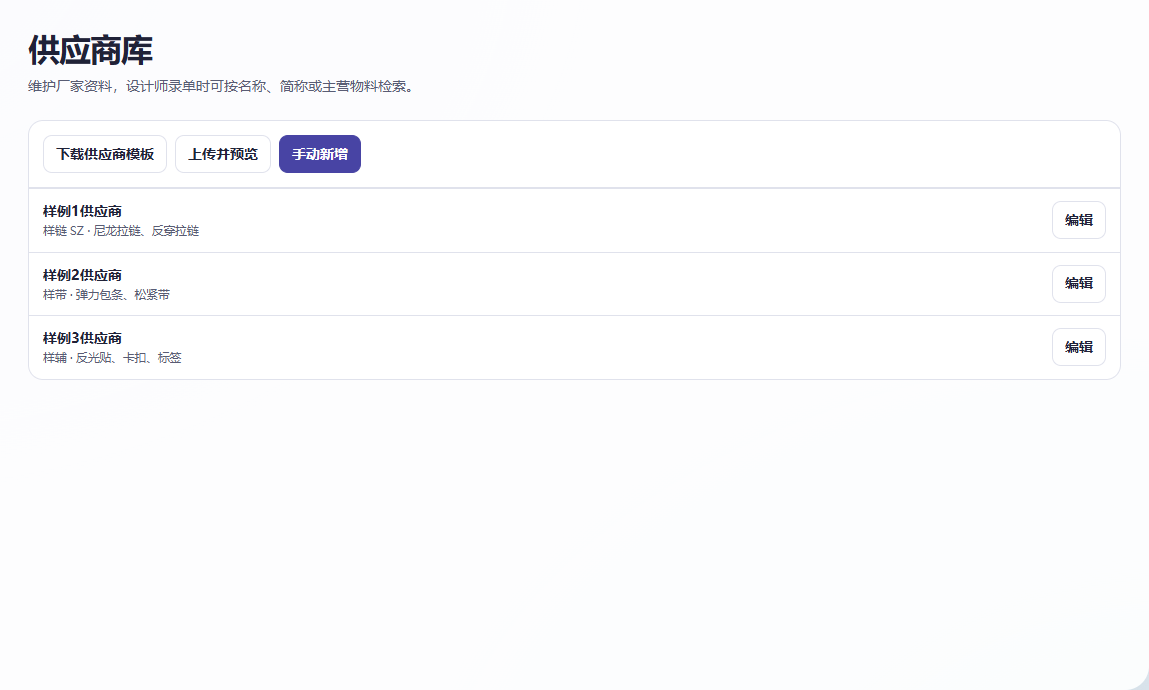 供应商库
维护厂家资料，设计师录单时可按名称、简称或主营物料检索。
下载供应商模板 上传并预览 手动新增
样例1供应商
样链 SZ · 尼龙拉链、反穿拉链
编辑
样例2供应商
样带 · 弹力包条、松紧带
编辑
样例3供应商
样辅 · 反光贴、卡扣、标签
编辑